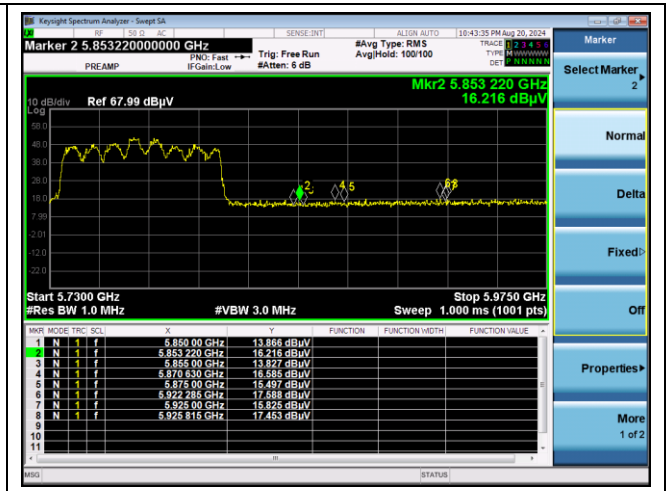 Keysight Spectrum Analyzer - Swept SA
RF 50 Ω AC SENSE:INT ALIGN AUTO 10:43:35 PM Aug 20, 2024
Marker 2 5.853220000000 GHz
PREAMP
PNO: Fast
IFGain:Low
Trig: Free Run
#Atten: 6 dB
#Avg Type: RMS
Avg|Hold: 100/100
TRACE 1 2 3 4 5 6
TYPE M W W W W W
DET P N N N N N
Mkr2 5.853 220 GHz
16.216 dBµV
10 dB/div Ref 67.99 dBµV
Log
58.0
48.0
38.0
28.0
18.0
7.99
-2.01
-12.0
-22.0
2 4 5
Start 5.7300 GHz Stop 5.9750 GHz
#Res BW 1.0 MHz #VBW 3.0 MHz Sweep 1.000 ms (1001 pts)
MKR MODE TRC SCL X Y FUNCTION FUNCTION WIDTH FUNCTION VALUE
1 N 1 f 5.850 00 GHz 13.866 dBµV
2 N 1 f 5.853 220 GHz 16.216 dBµV
3 N 1 f 5.855 00 GHz 13.827 dBµV
4 N 1 f 5.870 630 GHz 16.585 dBµV
5 N 1 f 5.875 00 GHz 15.497 dBµV
6 N 1 f 5.922 285 GHz 17.588 dBµV
7 N 1 f 5.925 00 GHz 15.825 dBµV
8 N 1 f 5.925 815 GHz 17.453 dBµV
9
10
11
MSG STATUS
Marker
Select Marker
2
Normal
Delta
Fixed
Off
Properties
More
1 of 2